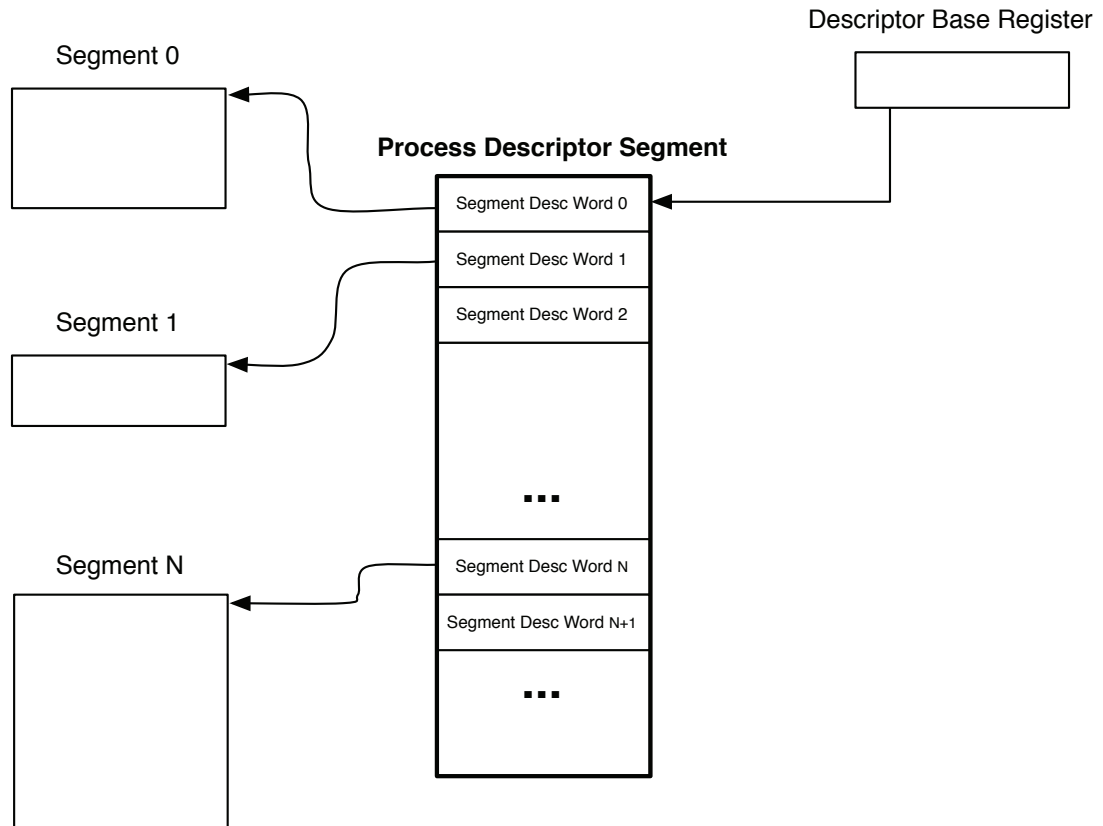 Descriptor Base Register
Segment 0
Process Descriptor Segment
Segment Desc Word 0
Segment Desc Word 1
Segment 1
Segment Desc Word 2
...
Segment N
Segment Desc Word N
Segment Desc Word N+1
...